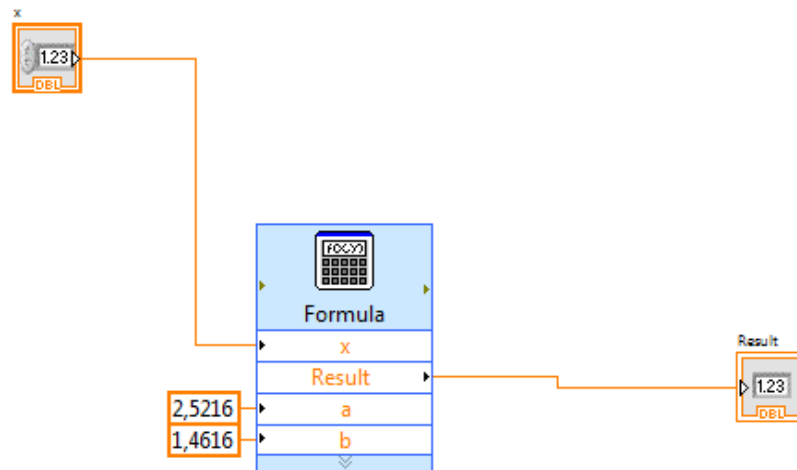 x
1.23
DBL
f(x,y)
Formula
x
Result
Result
1.23
DBL
2,5216
a
1,4616
b